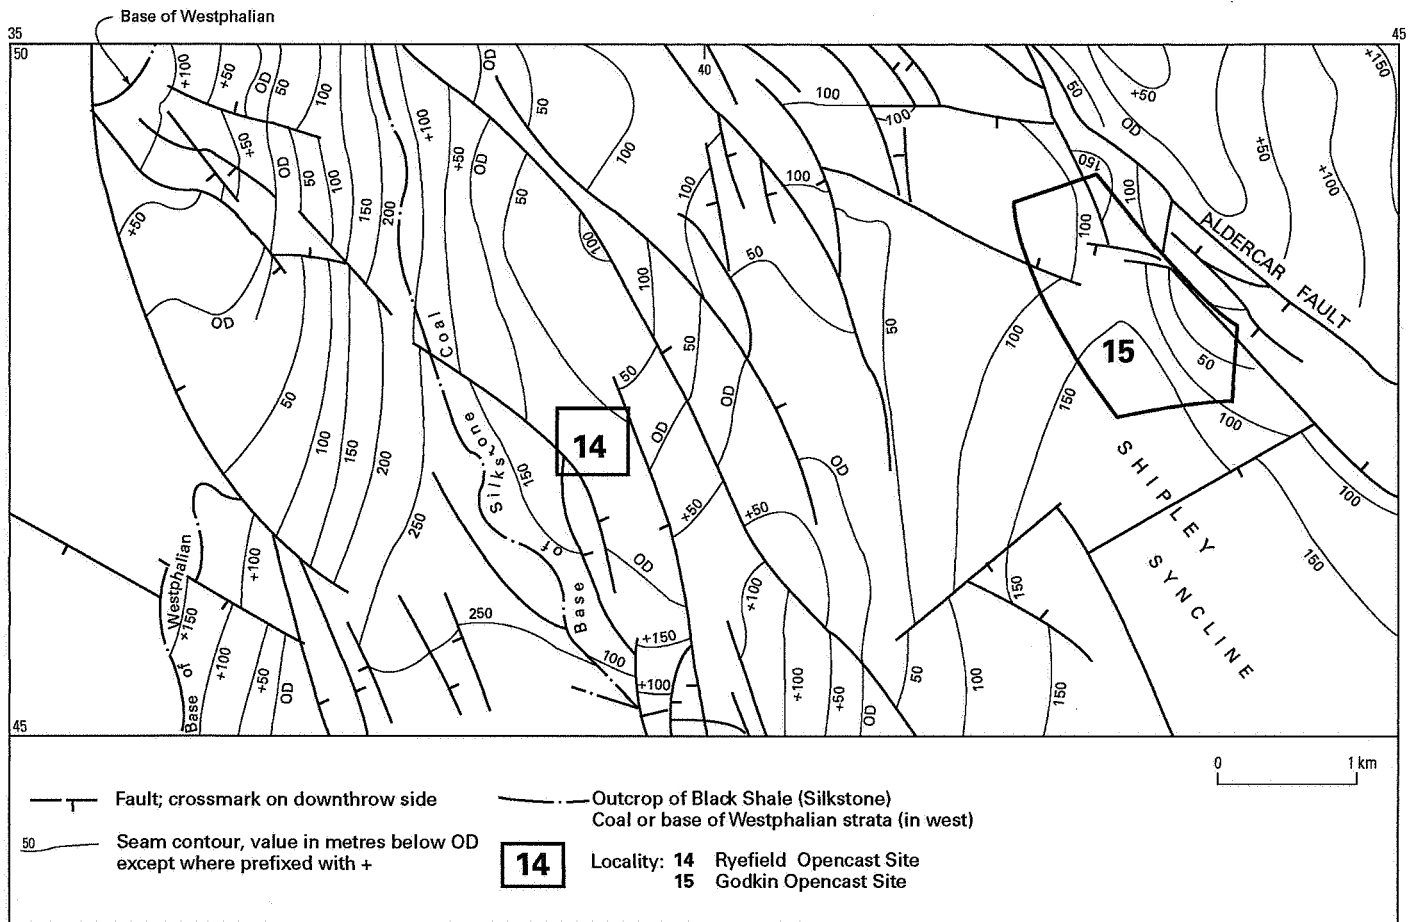 Base of Westphalian
35
45
50
40
+100
+50
OD
50
100
OD
50
100
100
50
+50
+150
+50
OD
50
100
150
200
+100
+50
OD
50
100
100
100
150
100
OD
+50
+100
+50
100
100
50
100
ALDERCAR FAULT
OD
Coal
50
50
OD
50
100
15
50
50
100
150
200
250
Silkstone
150
14
OD
OD
150
100
100
SHIPLEY
SYNCLINE
+50
+50
of
OD
150
Base of Westphalian
+100
+150
+100
+50
OD
250
Base
100
+150
+100
+100
+100
+50
OD
50
100
150
150
45
0 1 km
Fault; crossmark on downthrow side
Outcrop of Black Shale (Silkstone)
Coal or base of Westphalian strata (in west)
50 Seam contour, value in metres below OD
except where prefixed with +
14 Locality: 14 Ryefield Opencast Site
15 Godkin Opencast Site